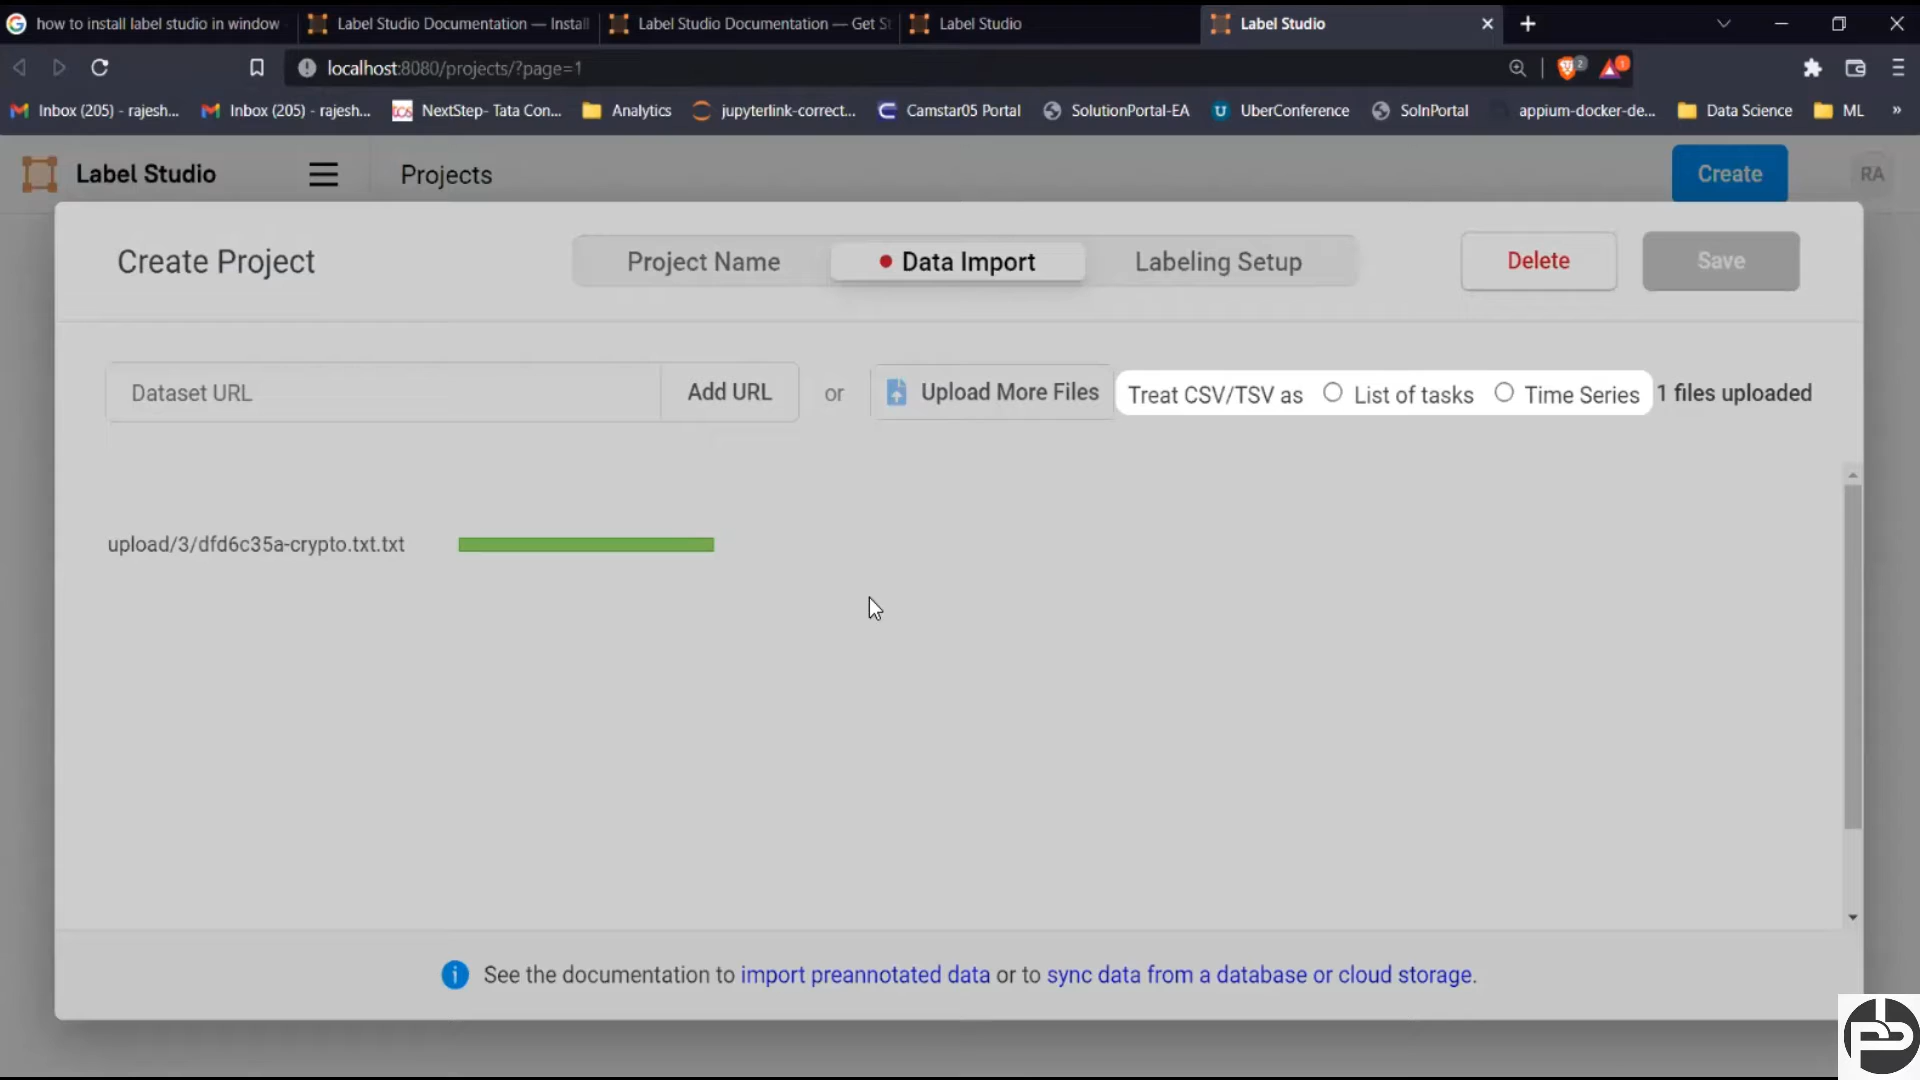 how to install label studio in window
Label Studio Documentation — Install
Label Studio Documentation — Get St
Label Studio
Label Studio
localhost:8080/projects/?page=1
2
1
Inbox (205) - rajesh...
Inbox (205) - rajesh...
NextStep- Tata Con...
Analytics
jupyterlink-correct...
Camstar05 Portal
SolutionPortal-EA
UberConference
SolnPortal
appium-docker-de...
Data Science
ML
»
Label Studio
Projects
Create
RA
Create Project
Project Name
Data Import
Labeling Setup
Delete
Save
Dataset URL
Add URL
or
Upload More Files
Treat CSV/TSV as
List of tasks
Time Series
1 files uploaded
upload/3/dfd6c35a-crypto.txt.txt
See the documentation to import preannotated data or to sync data from a database or cloud storage.